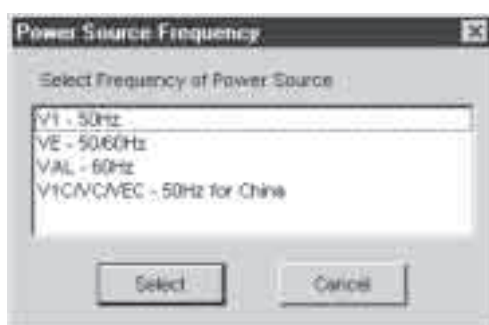 Power Source Frequency
Select Frequency of Power Source
V1 - 50Hz
VE - 50/60Hz
VAL - 60Hz
V1C/VC/VEC - 50Hz for China
Select Cancel